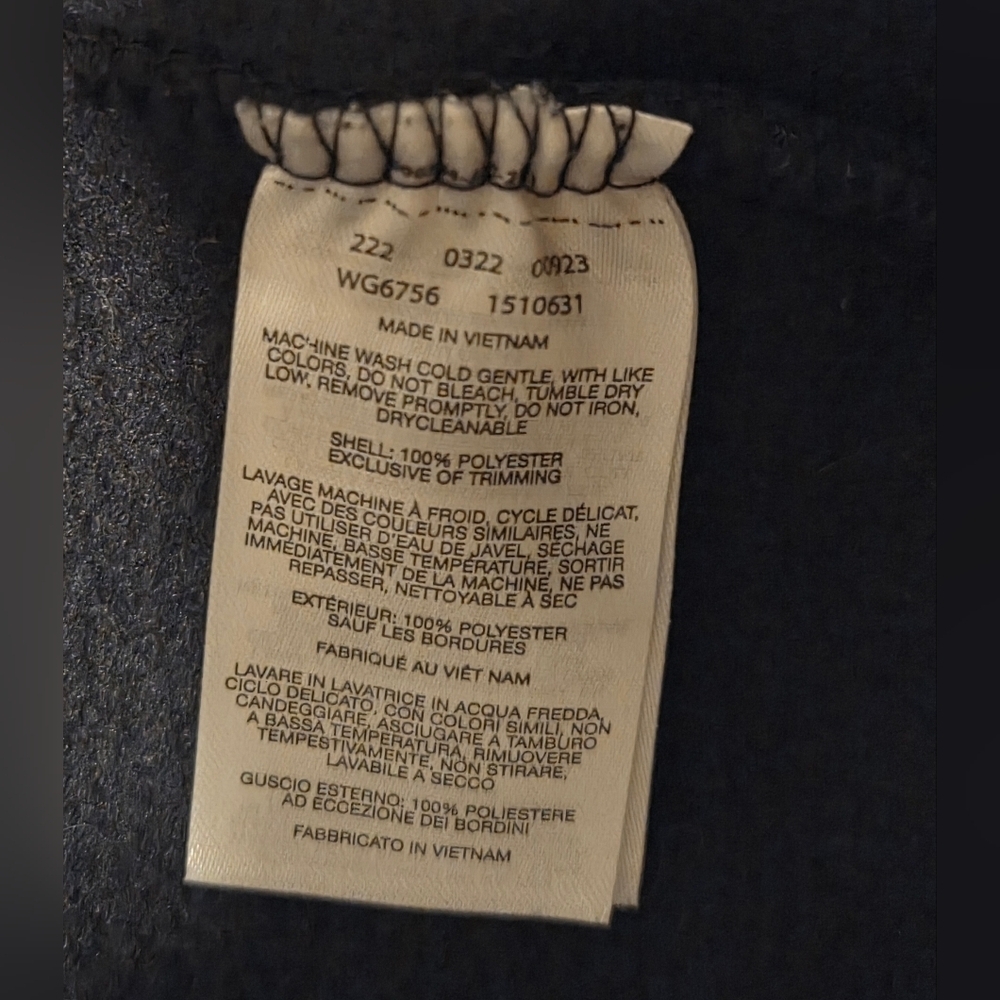 222 0322 00923
WG6756 1510631
MADE IN VIETNAM
MACHINE WASH COLD GENTLE, WITH LIKE
COLORS, DO NOT BLEACH, TUMBLE DRY
LOW, REMOVE PROMPTLY, DO NOT IRON,
DRYCLEANABLE
SHELL: 100% POLYESTER
EXCLUSIVE OF TRIMMING
LAVAGE MACHINE À FROID, CYCLE DÉLICAT,
AVEC DES COULEURS SIMILAIRES, NE
PAS UTILISER D'EAU DE JAVEL, SÉCHAGE
MACHINE, BASSE TEMPÉRATURE, SORTIR
IMMÉDIATEMENT DE LA MACHINE, NE PAS
REPASSER, NETTOYABLE À SEC
EXTÉRIEUR: 100% POLYESTER
SAUF LES BORDURES
FABRIQUÉ AU VIÊT NAM
LAVARE IN LAVATRICE IN ACQUA FREDDA,
CICLO DELICATO, CON COLORI SIMILI, NON
CANDEGGIARE, ASCIUGARE A TAMBURO
A BASSA TEMPERATURA, RIMUOVERE
TEMPESTIVAMENTE, NON STIRARE,
LAVABILE A SECCO
GUSCIO ESTERNO: 100% POLIESTERE
AD ECCEZIONE DEI BORDINI
FABBRICATO IN VIETNAM